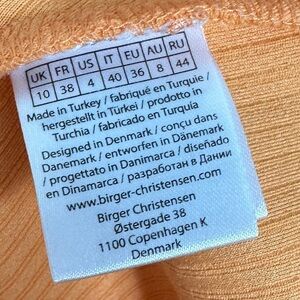 UK FR US IT EU AU RU
10 38 4 40 36 8 44
Made in Turkey / fabriqué en Turquie /
hergestellt in Türkei / prodotto in
Turchia / fabricado en Turquía
Designed in Denmark / conçu dans
Danemark / entworfen in Dänemark
/ progettato in Danimarca / diseñado
en Dinamarca / разработан в Дании
www.birger-christensen.com
Birger Christensen
Østergade 38
1100 Copenhagen K
Denmark